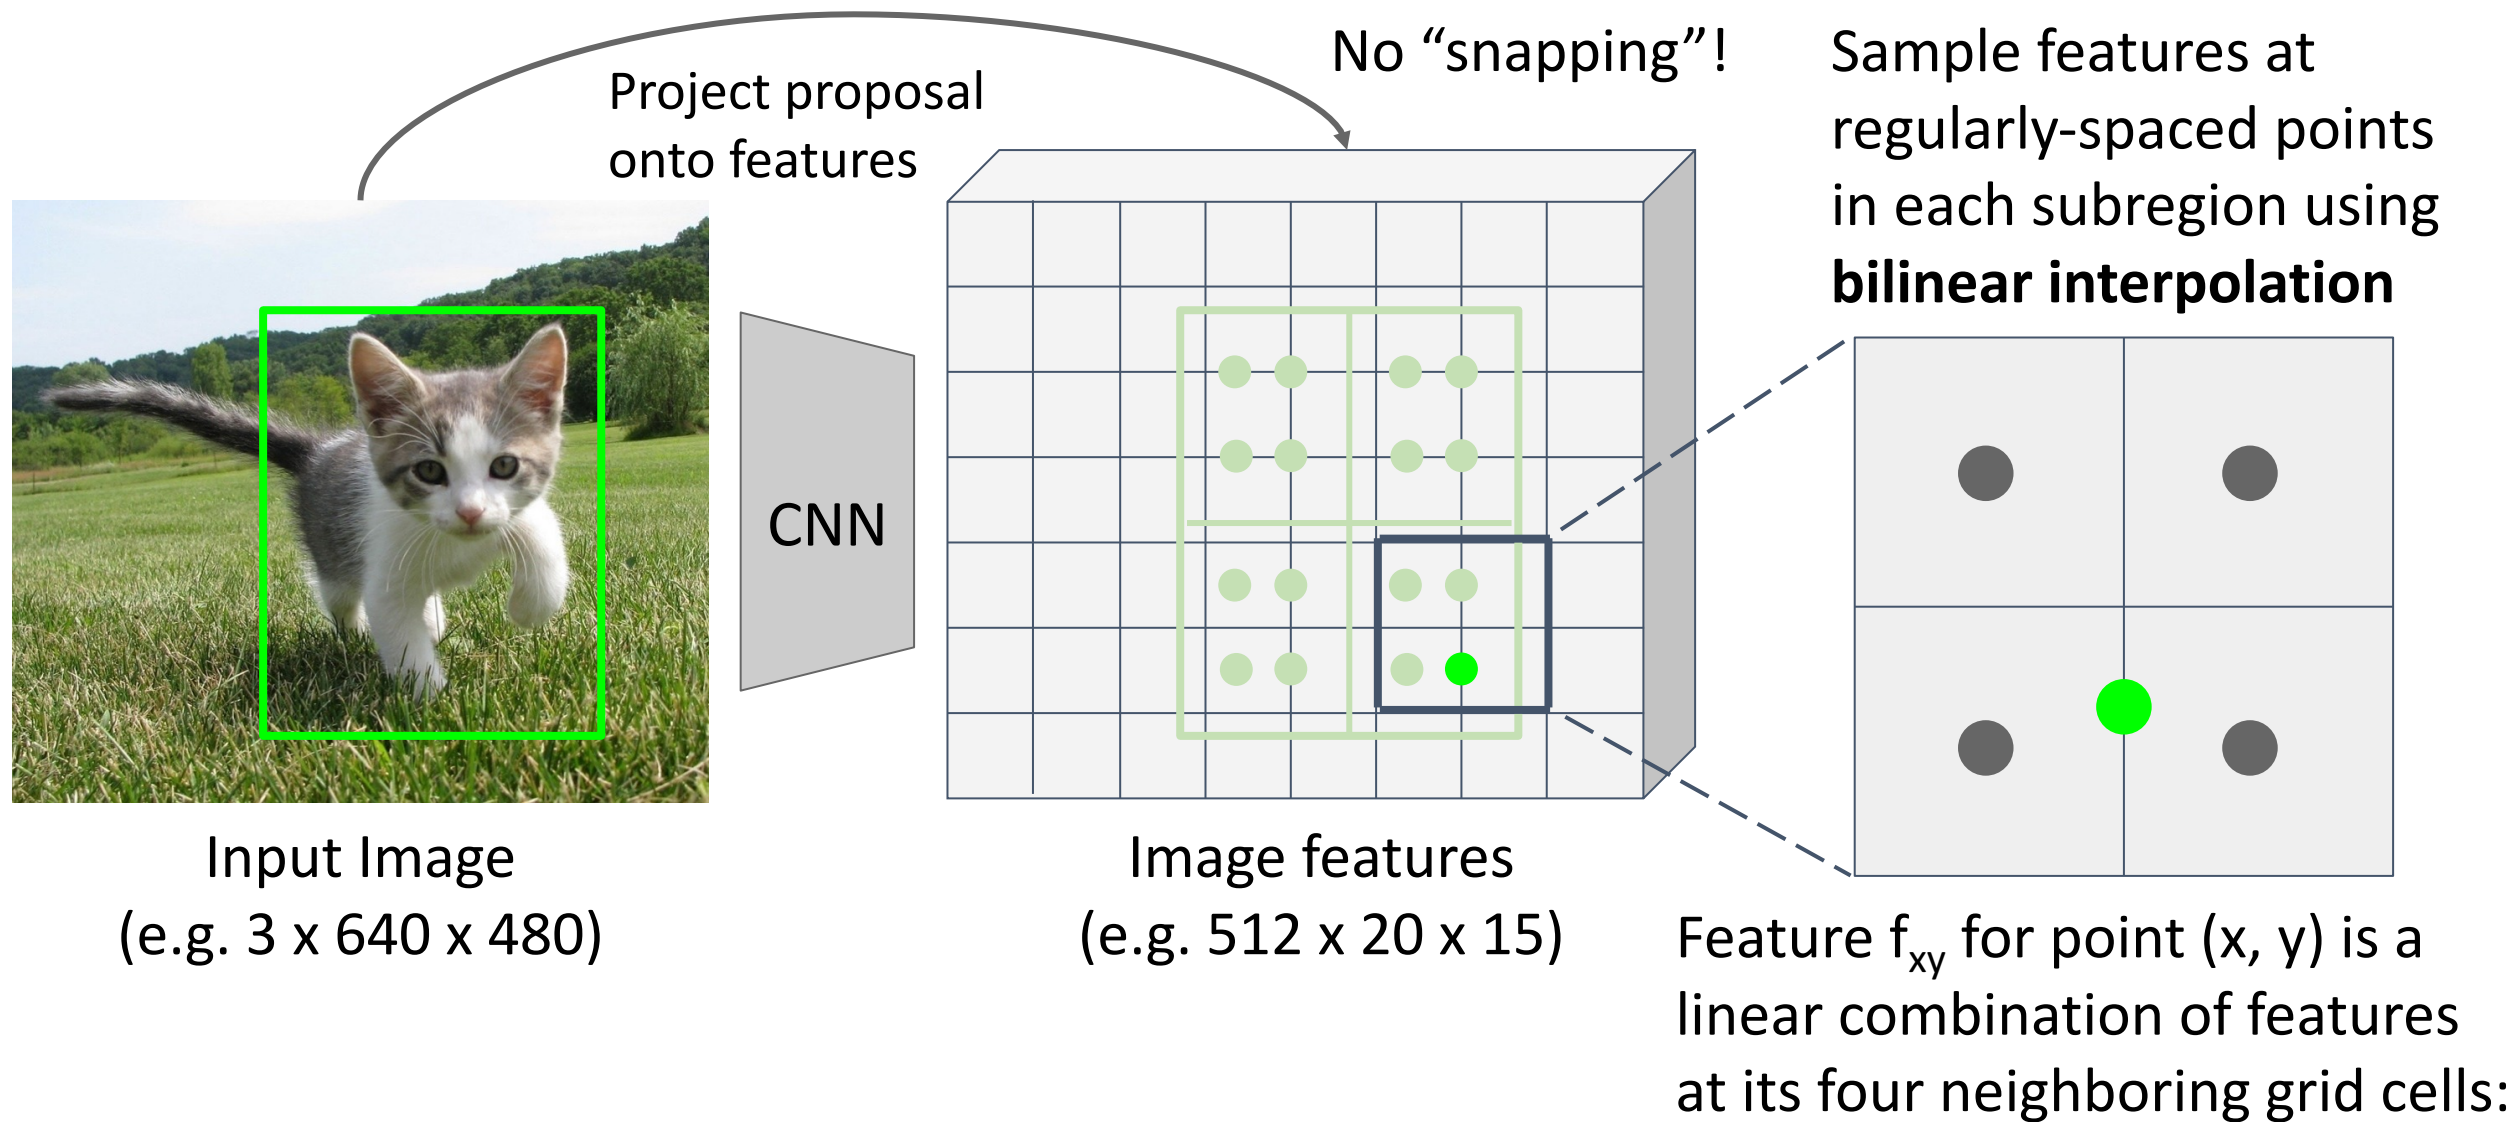 Project proposal
onto features
No “snapping”!
Sample features at
regularly-spaced points
in each subregion using
bilinear interpolation
CNN
Input Image
(e.g. 3 x 640 x 480)
Image features
(e.g. 512 x 20 x 15)
Feature fxy for point (x, y) is a
linear combination of features
at its four neighboring grid cells: